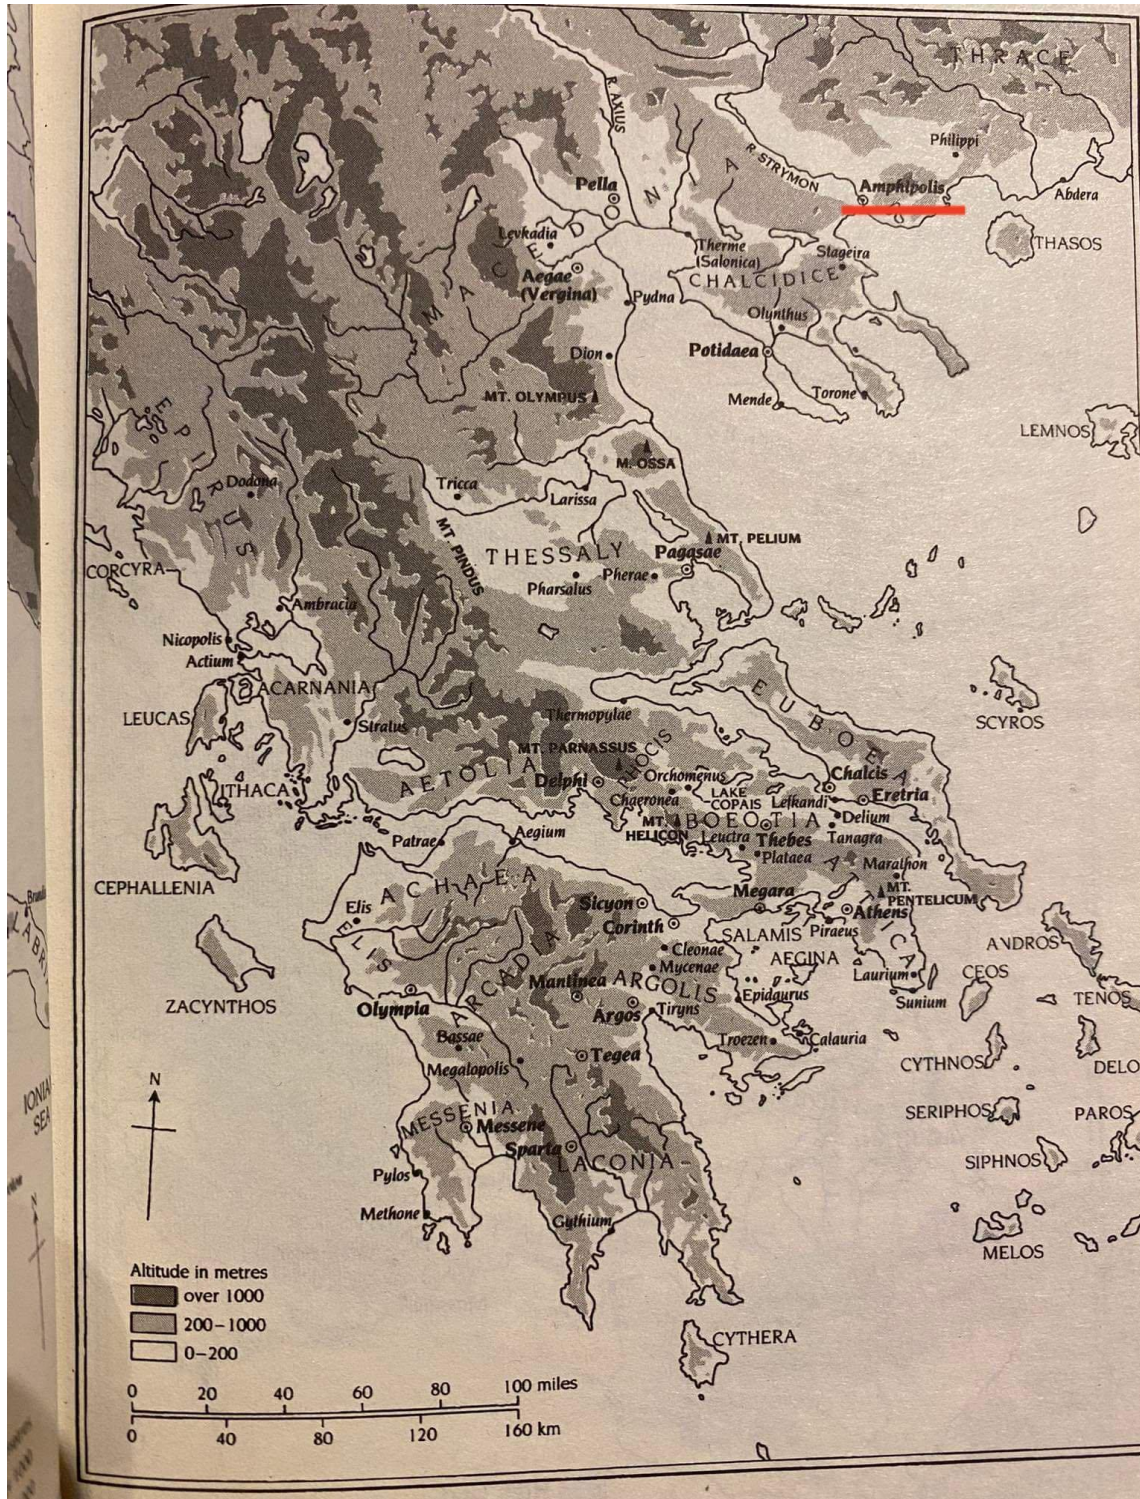 THRACE
R. AXIUS
Philippi
R. STRYMON
Pella
Amphipolis
Abdera
MACEDONIA
Levkadia
Therme
(Salonica)
Stageira
THASOS
Aegae
(Vergina)
CHALCIDICE
Pydna
Olynthus
Dion
Potidaea
MT. OLYMPUS
Mende
Torone
EPIRUS
LEMNOS
M. OSSA
Dodona
Tricca
Larissa
MT. PINDUS
MT. PELIUM
THESSALY
Pagasae
CORCYRA
Pharsalus
Pherae
Ambracia
Nicopolis
Actium
ACARNANIA
EUBOEA
LEUCAS
Stratus
Thermopylae
SCYROS
MT. PARNASSUS
PHOCIS
AETOLIA
Delphi
Orchomenus
Chalcis
ITHACA
Chaeronea
LAKE
COPAIS
Lefkandi
Eretria
MT.
HELICON
BOEOTIA
Delium
Patrae
Aegium
Leuctra
Thebes
Tanagra
Plataea
Marathon
CEPHALLENIA
ACHAEA
Megara
MT.
PENTELICUM
Elis
Sicyon
Athens
ATTICA
ELIS
Corinth
SALAMIS
Piraeus
ANDROS
Cleonae
AEGINA
ARCADIA
Mycenae
Laurium
CEOS
Mantinea
ARGOLIS
Epidaurus
Sunium
TENOS
ZACYNTHOS
Olympia
Argos
Tiryns
Bassae
Troezen
Calauria
Tegea
CYTHNOS
DELO
Megalopolis
MESSENIA
Messene
SERIPHOS
PAROS
Sparta
LACONIA
SIPHNOS
Pylos
Methone
Gythium
MELOS
CYTHERA
N
Altitude in metres
over 1000
200–1000
0–200
0 20 40 60 80 100 miles
0 40 80 120 160 km
IONIA
SEA
N